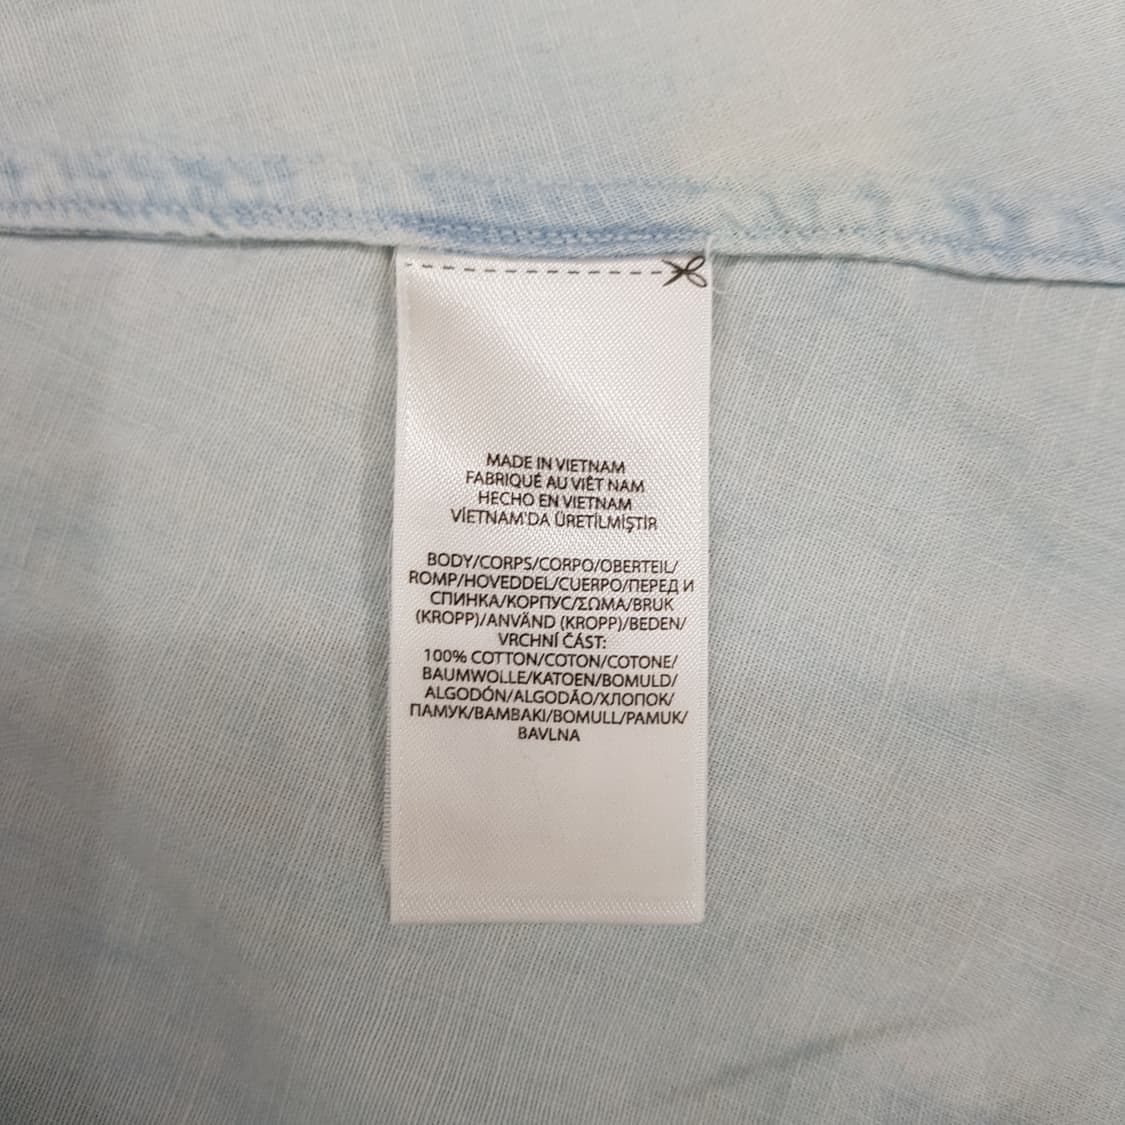 MADE IN VIETNAM
FABRIQUÉ AU VIÊT NAM
HECHO EN VIETNAM
VİETNAM'DA ÜRETİLMİŞTİR
BODY/CORPS/CORPO/OBERTEIL/
ROMP/HOVEDDEL/CUERPO/ПЕРЕД И
СПИНКА/КОРПУС/ΣΩΜΑ/BRUK
(KROPP)/ANVÄND (KROPP)/BEDEN/
VRCHNÍ ČÁST:
100% COTTON/COTON/COTONE/
BAUMWOLLE/KATOEN/BOMULD/
ALGODÓN/ALGODÃO/ХЛОПОК/
ПАМУК/ΒΑΜΒΑΚΙ/BOMULL/PAMUK/
BAVLNA